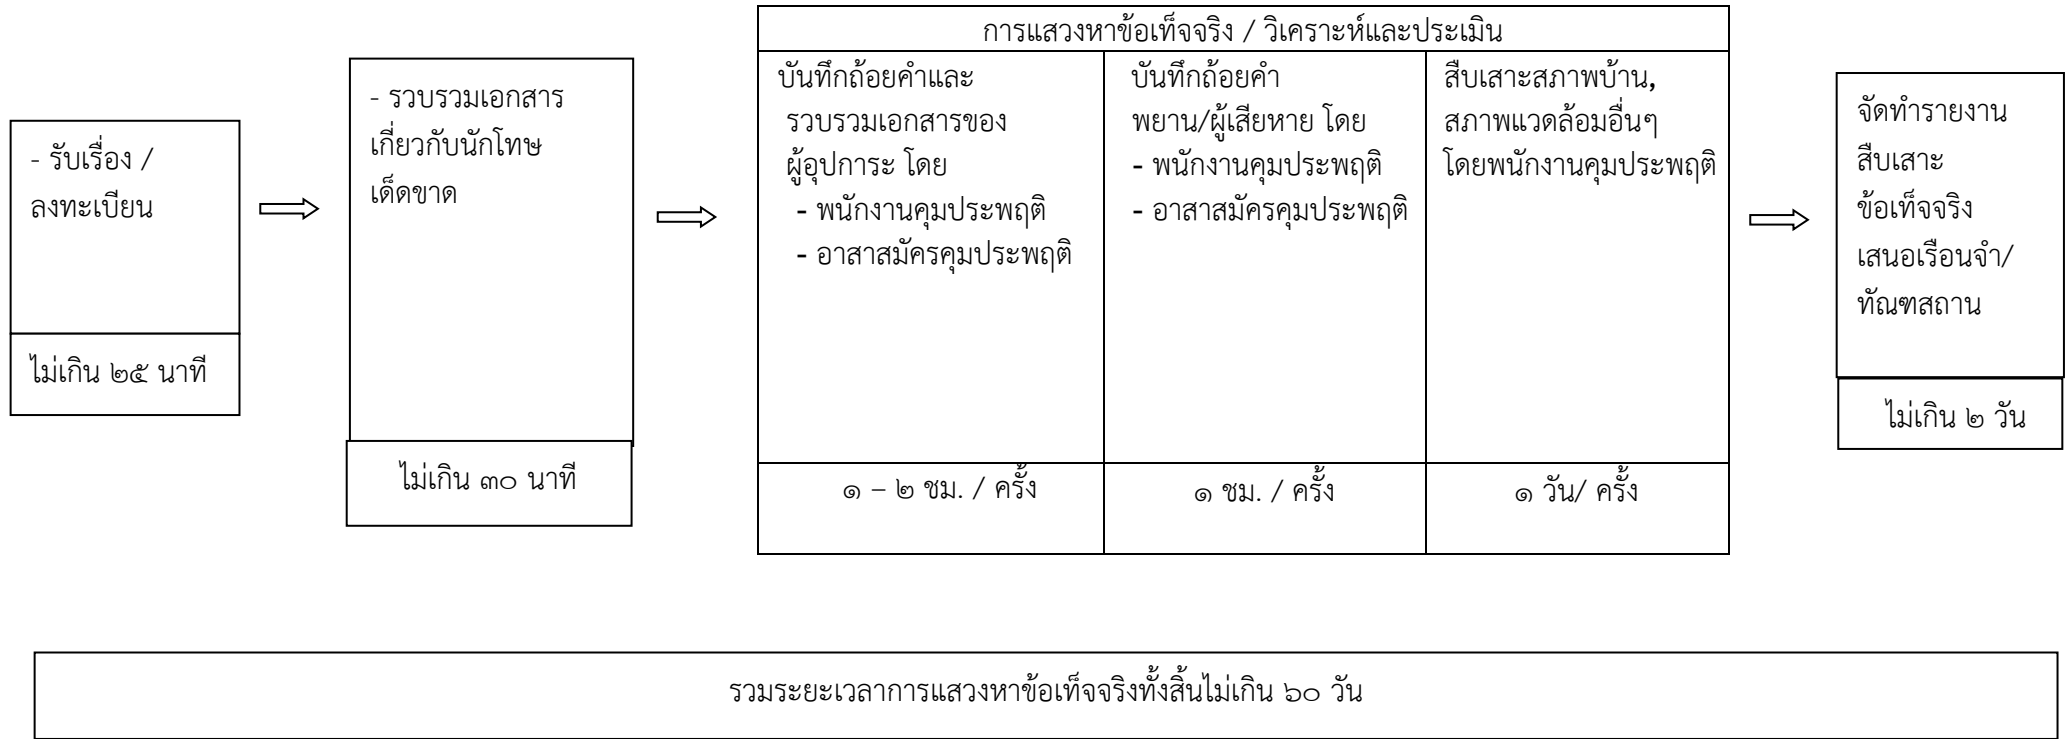 - รับเรื่อง /
ลงทะเบียน
ไม่เกิน ๒๕ นาที
- รวบรวมเอกสาร
เกี่ยวกับนักโทษ
เด็ดขาด
ไม่เกิน ๓๐ นาที
การแสวงหาข้อเท็จจริง / วิเคราะห์และประเมิน
บันทึกถ้อยคำและ
รวบรวมเอกสารของ
ผู้อุปการะ โดย
- พนักงานคุมประพฤติ
- อาสาสมัครคุมประพฤติ
๑ – ๒ ชม. / ครั้ง
บันทึกถ้อยคำ
พยาน/ผู้เสียหาย โดย
- พนักงานคุมประพฤติ
- อาสาสมัครคุมประพฤติ
๑ ชม. / ครั้ง
สืบเสาะสภาพบ้าน,
สภาพแวดล้อมอื่นๆ
โดยพนักงานคุมประพฤติ
๑ วัน/ ครั้ง
จัดทำรายงาน
สืบเสาะ
ข้อเท็จจริง
เสนอเรือนจำ/
ทัณฑสถาน
ไม่เกิน ๒ วัน
รวมระยะเวลาการแสวงหาข้อเท็จจริงทั้งสิ้นไม่เกิน ๖๐ วัน